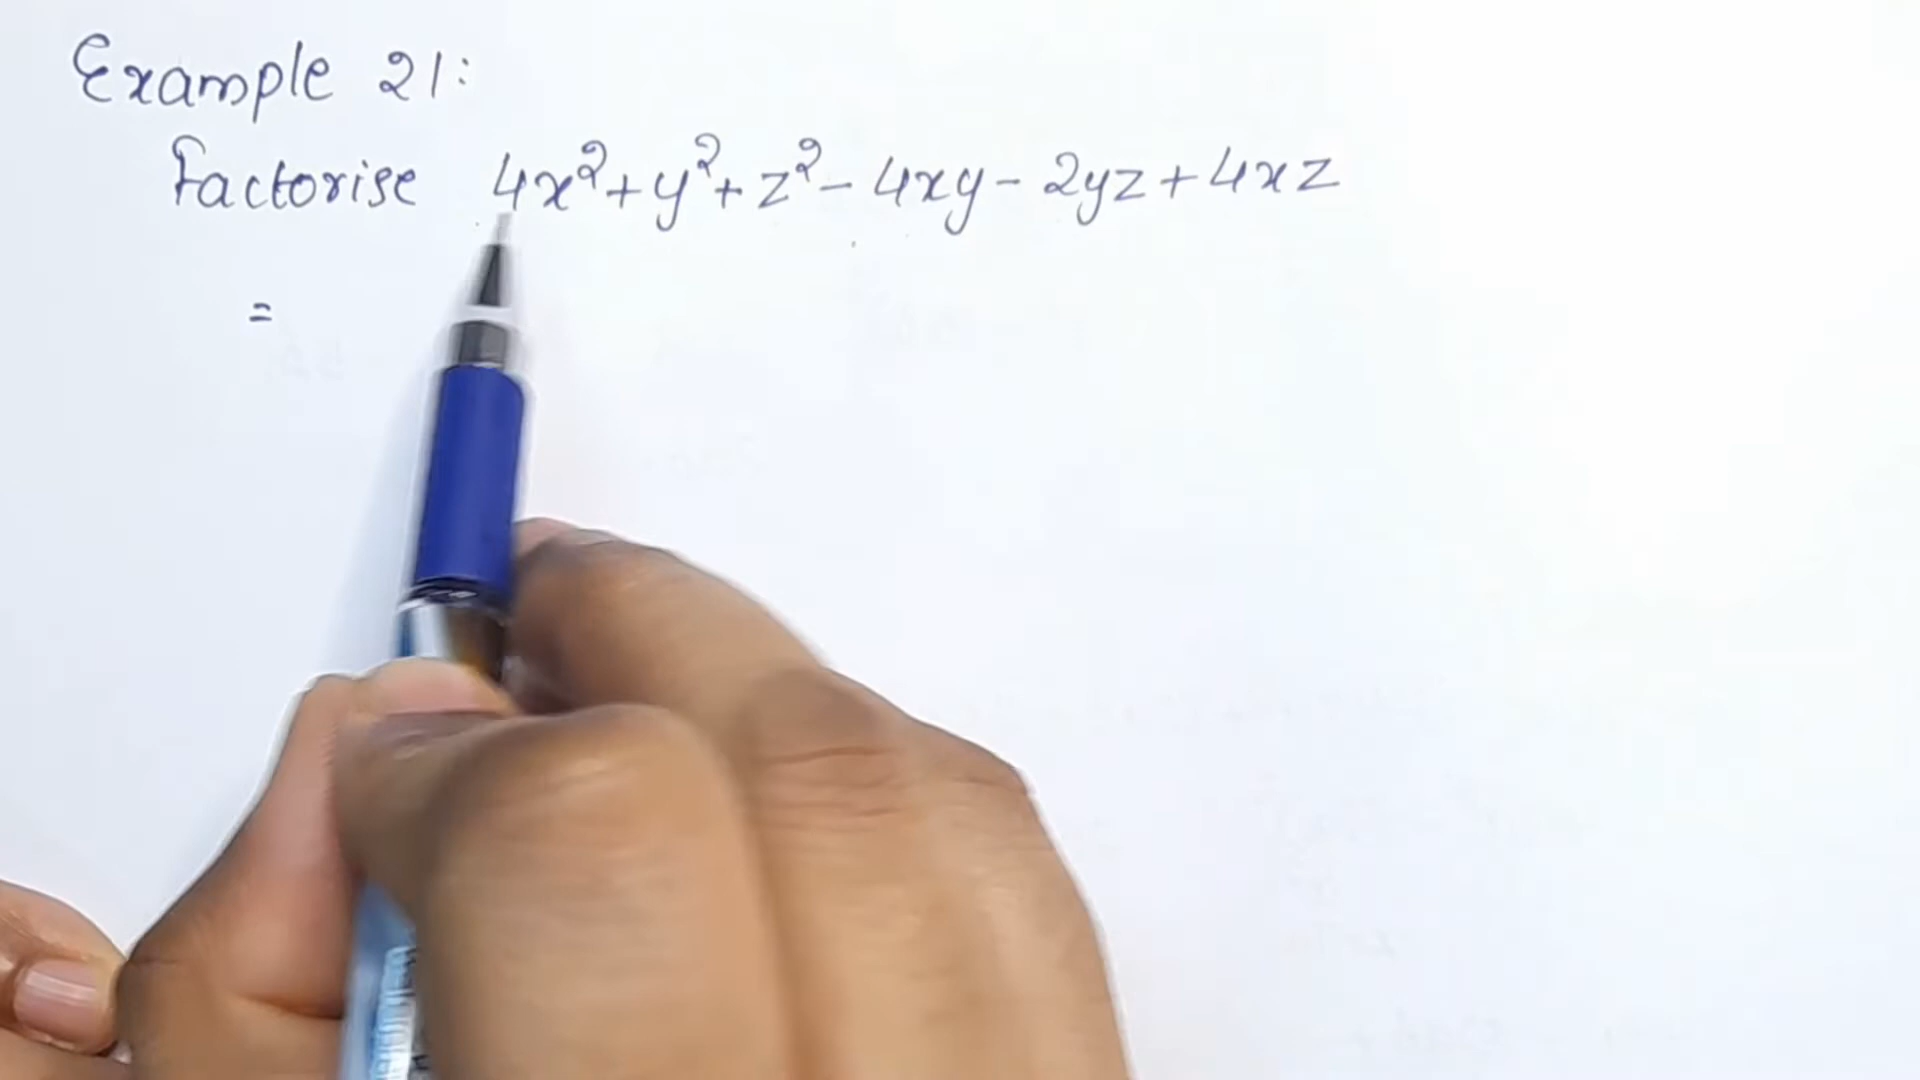 Example 21:
Factorise 4x²+y²+z²- 4xy- 2yz+4xz
=